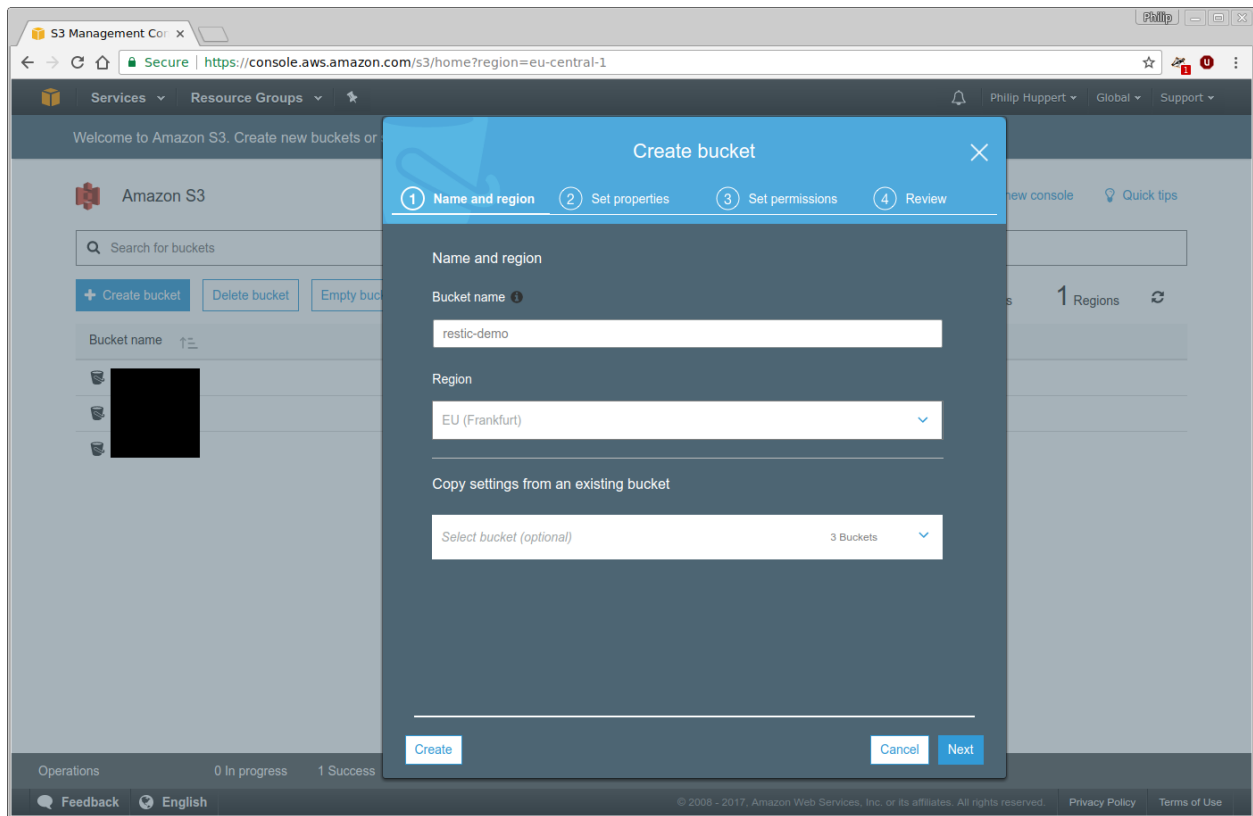 Philip
S3 Management Con
Secure | https://console.aws.amazon.com/s3/home?region=eu-central-1
1
Services Resource Groups Philip Huppert Global Support
Welcome to Amazon S3. Create new buckets or
Create bucket
1 Name and region 2 Set properties 3 Set permissions 4 Review
Amazon S3 new console Quick tips
Search for buckets
Name and region
Create bucket Delete bucket Empty buc 1 Regions
Bucket name
restic-demo
Bucket name
Region
EU (Frankfurt)
Copy settings from an existing bucket
Select bucket (optional) 3 Buckets
Create Cancel Next
Operations 0 In progress 1 Success
Feedback English © 2008 - 2017, Amazon Web Services, Inc. or its affiliates. All rights reserved. Privacy Policy Terms of Use